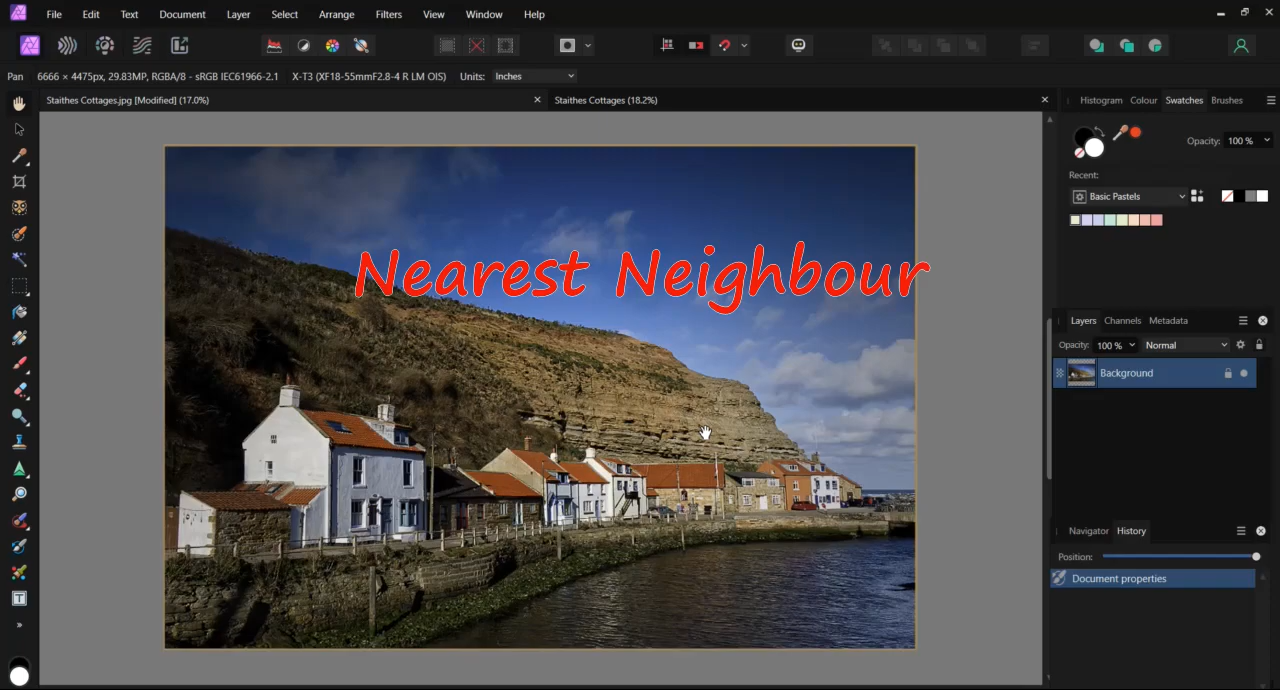 File Edit Text Document Layer Select Arrange Filters View Window Help
Pan 6666 × 4475px, 29.83MP, RGBA/8 - sRGB IEC61966-2.1 X-T3 (XF18-55mmF2.8-4 R LM OIS) Units: Inches
Staithes Cottages.jpg [Modified] (17.0%) Staithes Cottages (18.2%)
Histogram Colour Swatches Brushes
Opacity: 100 %
Recent:
Basic Pastels
Nearest Neighbour
Layers Channels Metadata
Opacity: 100 % Normal
Background
Navigator History
Position:
Document properties